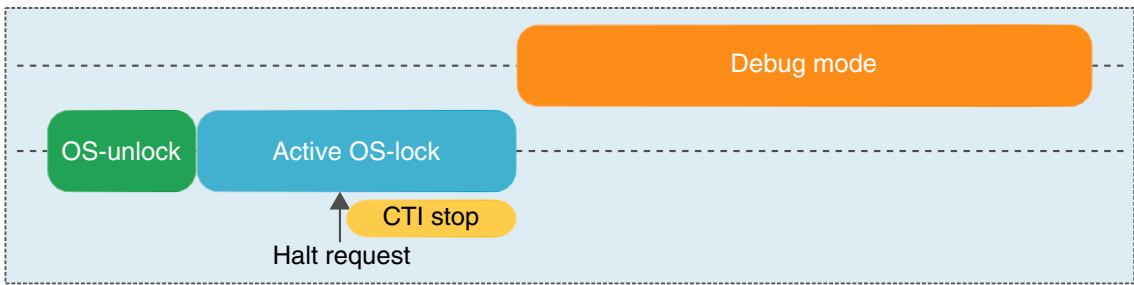 Debug mode
OS-unlock
Active OS-lock
CTI stop
Halt request